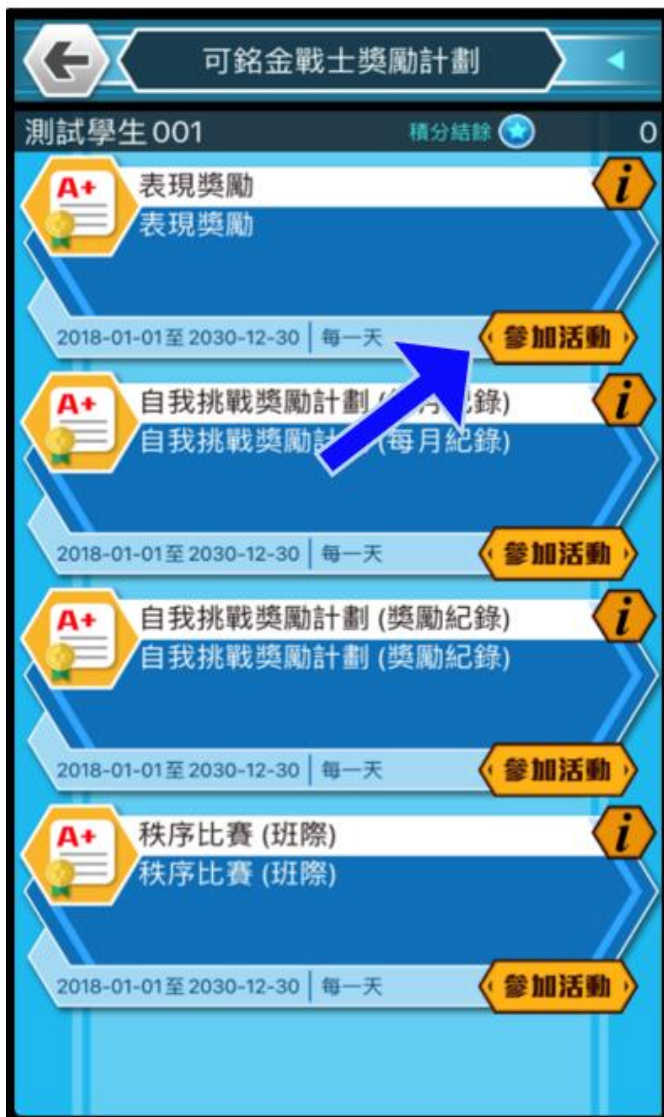 可銘金戰士獎勵計劃
測試學生001 積分結餘 0
A+ 表現獎勵 i
表現獎勵
2018-01-01至2030-12-30 每一天 參加活動
A+ 自我挑戰獎勵計劃 (月紀錄) i
自我挑戰獎勵計 (每月紀錄)
2018-01-01至2030-12-30 每一天 參加活動
A+ 自我挑戰獎勵計劃 (獎勵紀錄) i
自我挑戰獎勵計劃 (獎勵紀錄)
2018-01-01至2030-12-30 每一天 參加活動
A+ 秩序比賽 (班際) i
秩序比賽 (班際)
2018-01-01至2030-12-30 每一天 參加活動